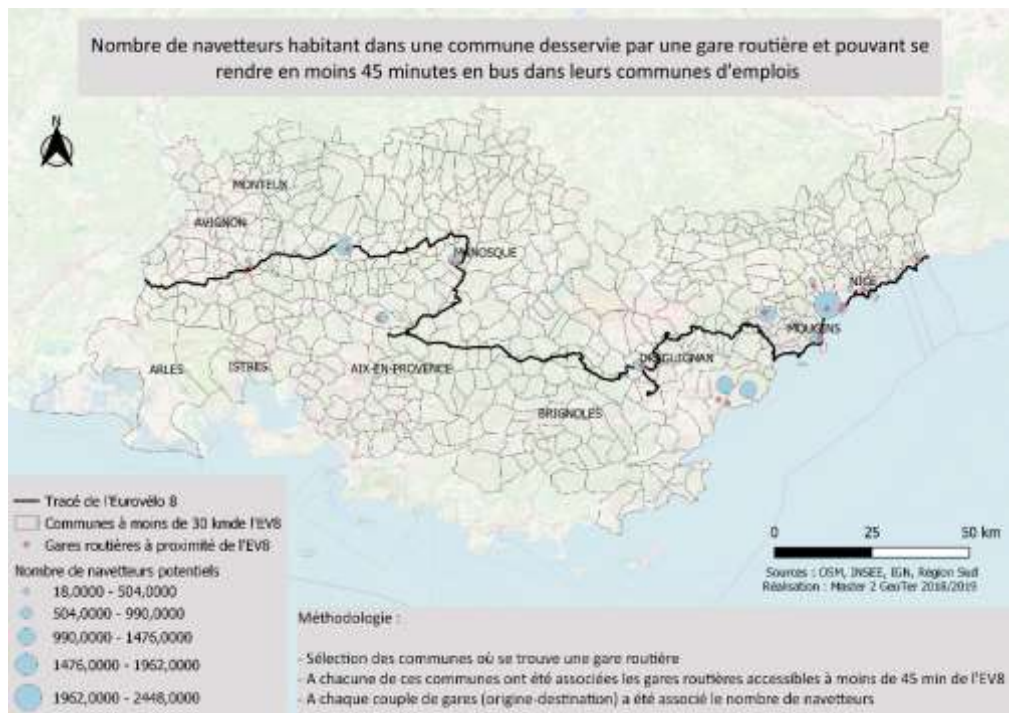 Nombre de navetteurs habitant dans une commune desservie par une gare routière et pouvant se
rendre en moins 45 minutes en bus dans leurs communes d'emplois
N
MONTEUX
AVIGNON
MANOSQUE
NICE
MOUGINS
DRAGUIGNAN
ARLES
ISTRES
AIX-EN-PROVENCE
BRIGNOLES
Tracé de l'Eurovélo 8
Communes à moins de 30 kmde l'EV8
Gares routières à proximité de l'EV8
Nombre de navetteurs potentiels
18,0000 - 504,0000
504,0000 - 990,0000
990,0000 - 1476,0000
1476,0000 - 1962,0000
1962,0000 - 2448,0000
0 25 50 km
Sources : OSM, INSEE, IGN, Région Sud
Réalisation : Master 2 GeoTer 2018/2019
Méthodologie :
- Sélection des communes où se trouve une gare routière
- A chacune de ces communes ont été associées les gares routières accessibles à moins de 45 min de l'EV8
- A chaque couple de gares (origine-destination) a été associé le nombre de navetteurs